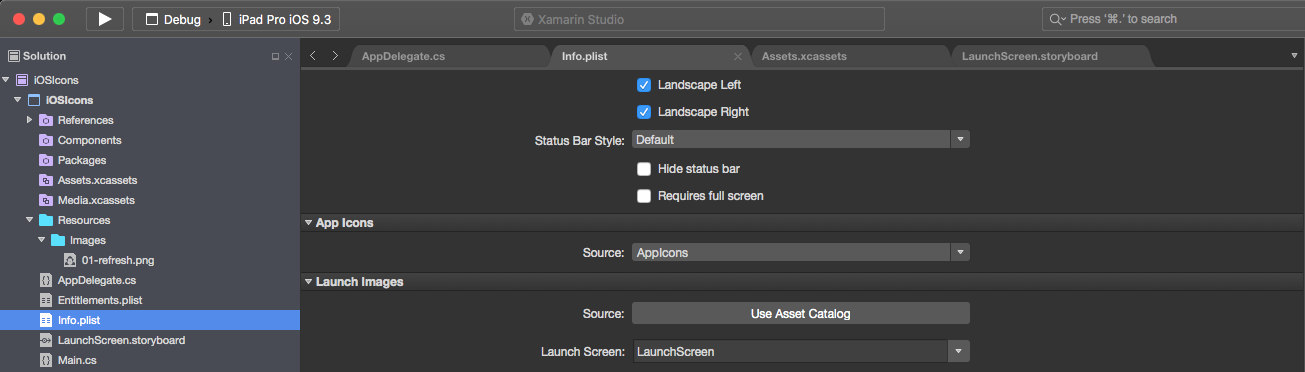 Debug
iPad Pro iOS 9.3
Xamarin Studio
Press '⌘.' to search
Solution
AppDelegate.cs
Info.plist
Assets.xcassets
LaunchScreen.storyboard
iOSIcons
iOSIcons
References
Components
Packages
Assets.xcassets
Media.xcassets
Resources
Images
01-refresh.png
AppDelegate.cs
Entitlements.plist
Info.plist
LaunchScreen.storyboard
Main.cs
Landscape Left
Landscape Right
Status Bar Style: Default
Hide status bar
Requires full screen
App Icons
Source: AppIcons
Launch Images
Source: Use Asset Catalog
Launch Screen: LaunchScreen